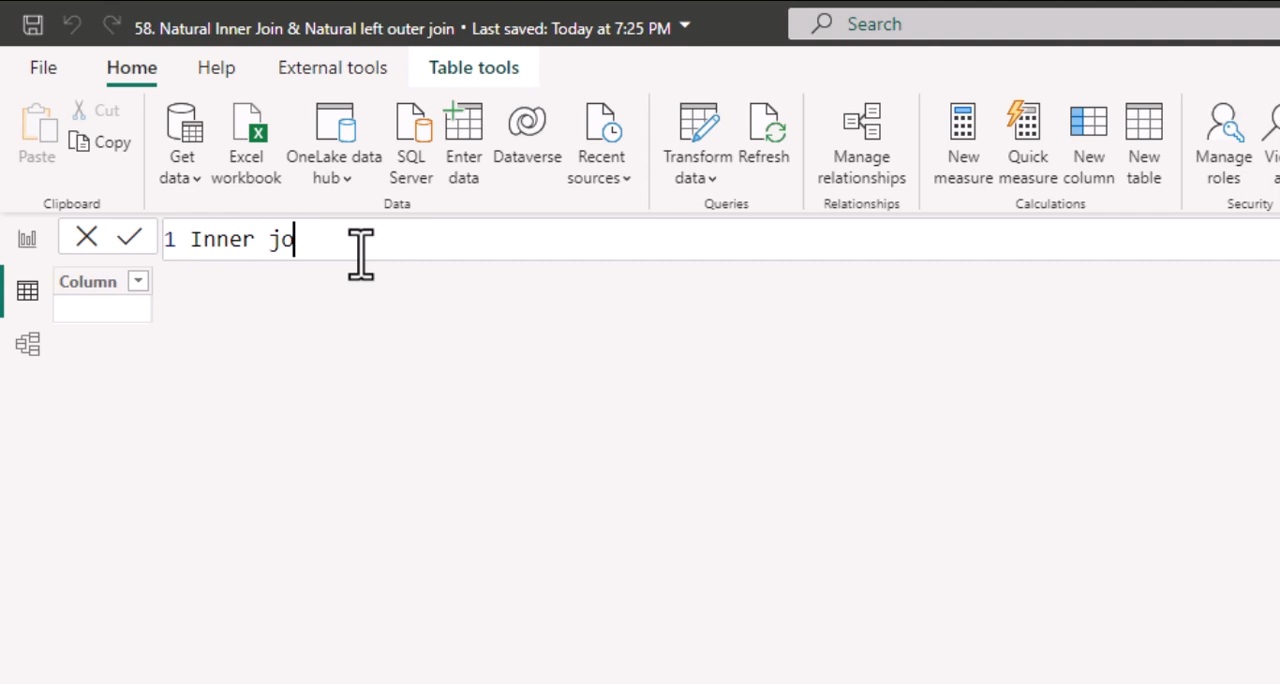 58. Natural Inner Join & Natural left outer join • Last saved: Today at 7:25 PM
Search
File Home Help External tools Table tools
Paste
Cut
Copy
Clipboard
Get data
Excel workbook
OneLake data hub
SQL Server
Enter data
Dataverse
Recent sources
Data
Transform data
Refresh
Queries
Manage relationships
Relationships
New measure
Quick measure
New column
New table
Calculations
Manage roles
Security
1 Inner jo
Column